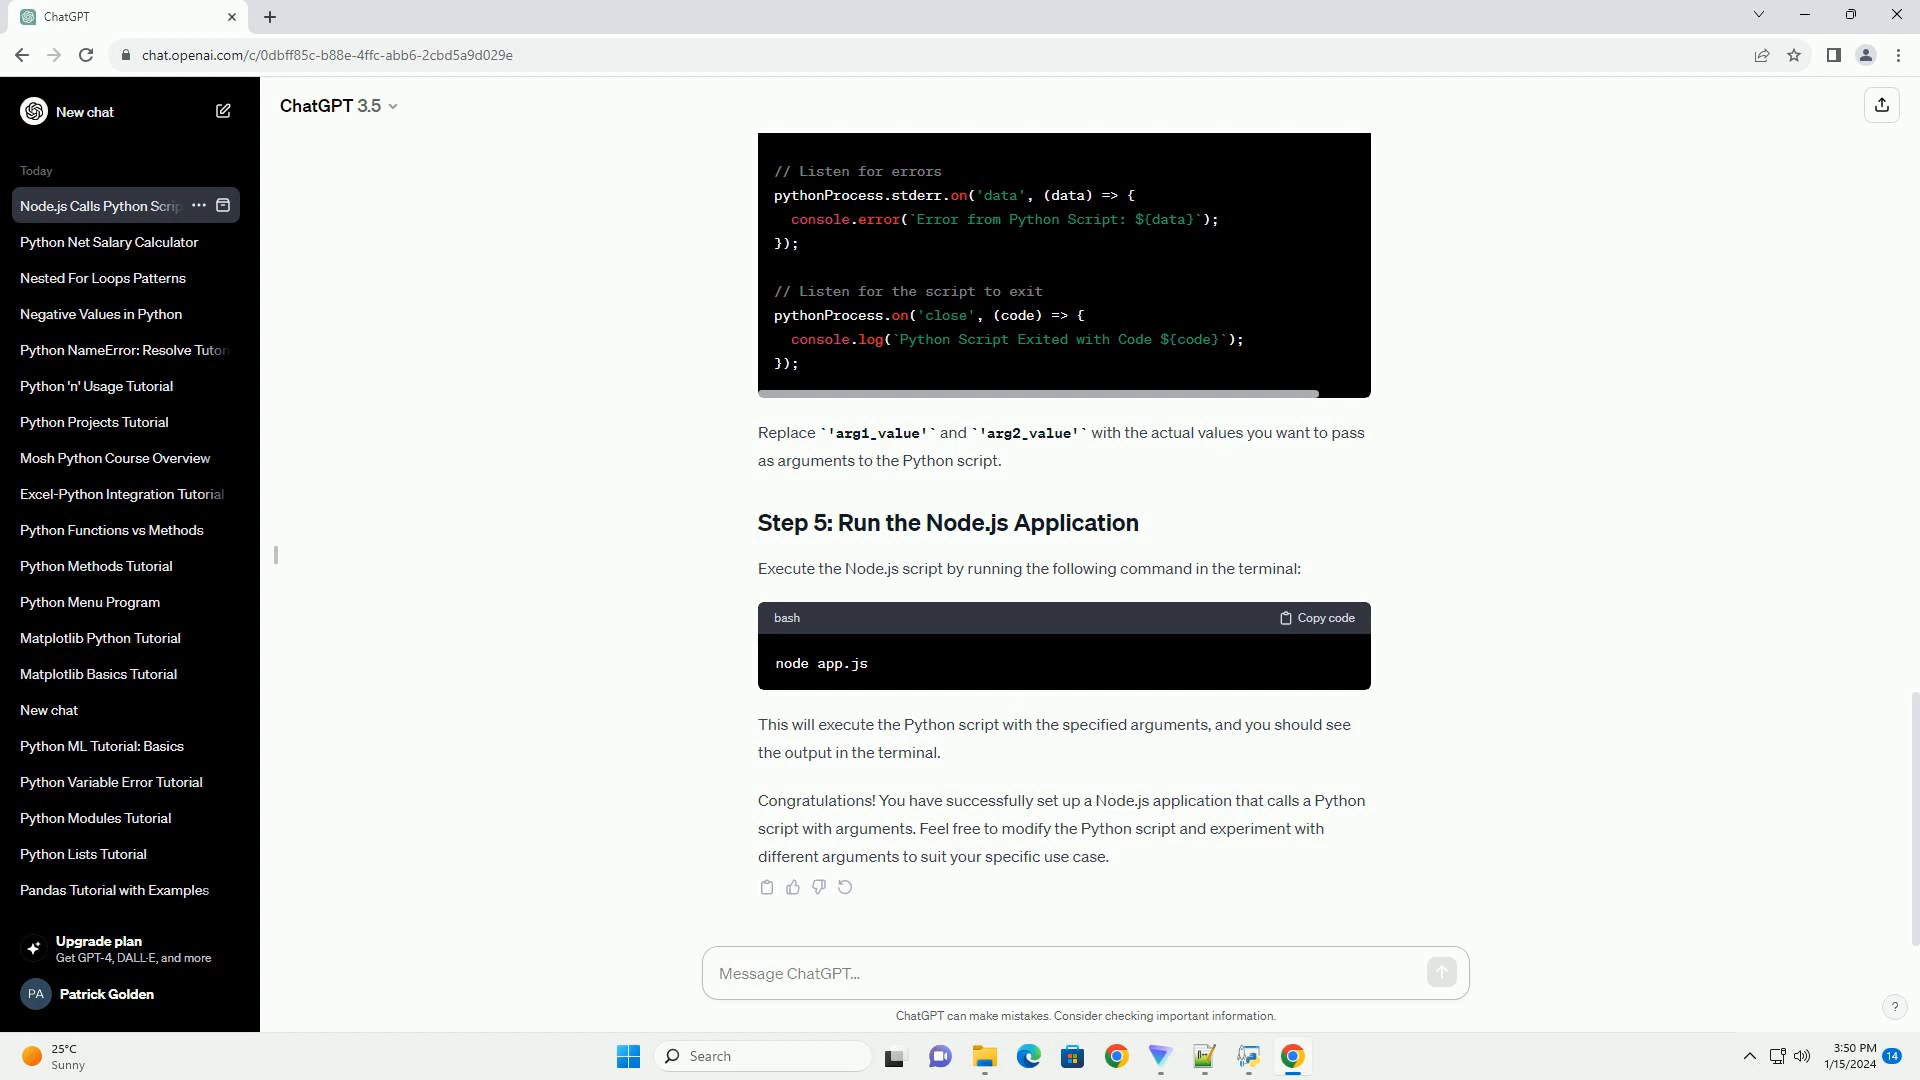 ChatGPT
chat.openai.com/c/0dbff85c-b88e-4ffc-abb6-2cbd5a9d029e
New chat
Today
Node.js Calls Python Scrip
Python Net Salary Calculator
Nested For Loops Patterns
Negative Values in Python
Python NameError: Resolve Tutori
Python 'n' Usage Tutorial
Python Projects Tutorial
Mosh Python Course Overview
Excel-Python Integration Tutorial
Python Functions vs Methods
Python Methods Tutorial
Python Menu Program
Matplotlib Python Tutorial
Matplotlib Basics Tutorial
New chat
Python ML Tutorial: Basics
Python Variable Error Tutorial
Python Modules Tutorial
Python Lists Tutorial
Pandas Tutorial with Examples
Upgrade plan
Get GPT-4, DALL·E, and more
PA Patrick Golden
ChatGPT 3.5
// Listen for errors
pythonProcess.stderr.on('data', (data) => {
console.error(`Error from Python Script: ${data}`);
});
// Listen for the script to exit
pythonProcess.on('close', (code) => {
console.log(`Python Script Exited with Code ${code}`);
});
Replace `'arg1_value'` and `'arg2_value'` with the actual values you want to pass
as arguments to the Python script.
Step 5: Run the Node.js Application
Execute the Node.js script by running the following command in the terminal:
bash Copy code
node app.js
This will execute the Python script with the specified arguments, and you should see
the output in the terminal.
Congratulations! You have successfully set up a Node.js application that calls a Python
script with arguments. Feel free to modify the Python script and experiment with
different arguments to suit your specific use case.
Message ChatGPT...
ChatGPT can make mistakes. Consider checking important information.
?
25°C
Sunny
Search
3:50 PM
1/15/2024
14